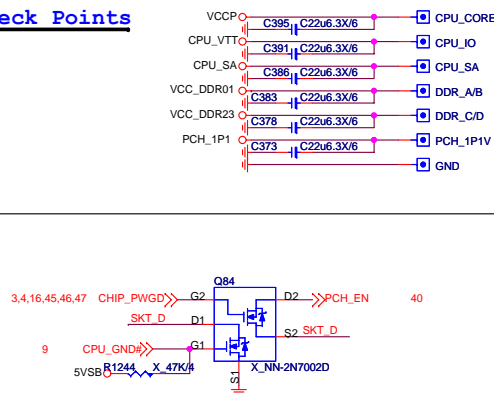 eck Points
VCCP C395 C22u6.3X/6 CPU_CORE
CPU_VTT C391 C22u6.3X/6 CPU_IO
CPU_SA C386 C22u6.3X/6 CPU_SA
VCC_DDR01 C383 C22u6.3X/6 DDR_A/B
VCC_DDR23 C378 C22u6.3X/6 DDR_C/D
PCH_1P1 C373 C22u6.3X/6 PCH_1P1V
GND
Q84
3,4,16,45,46,47 CHIP_PWGD G2 D2 PCH_EN 40
SKT_D D1 S2 SKT_D
9 CPU_GND# G1
5VSB R1244 X_47K/4 S1 X_NN-2N7002D